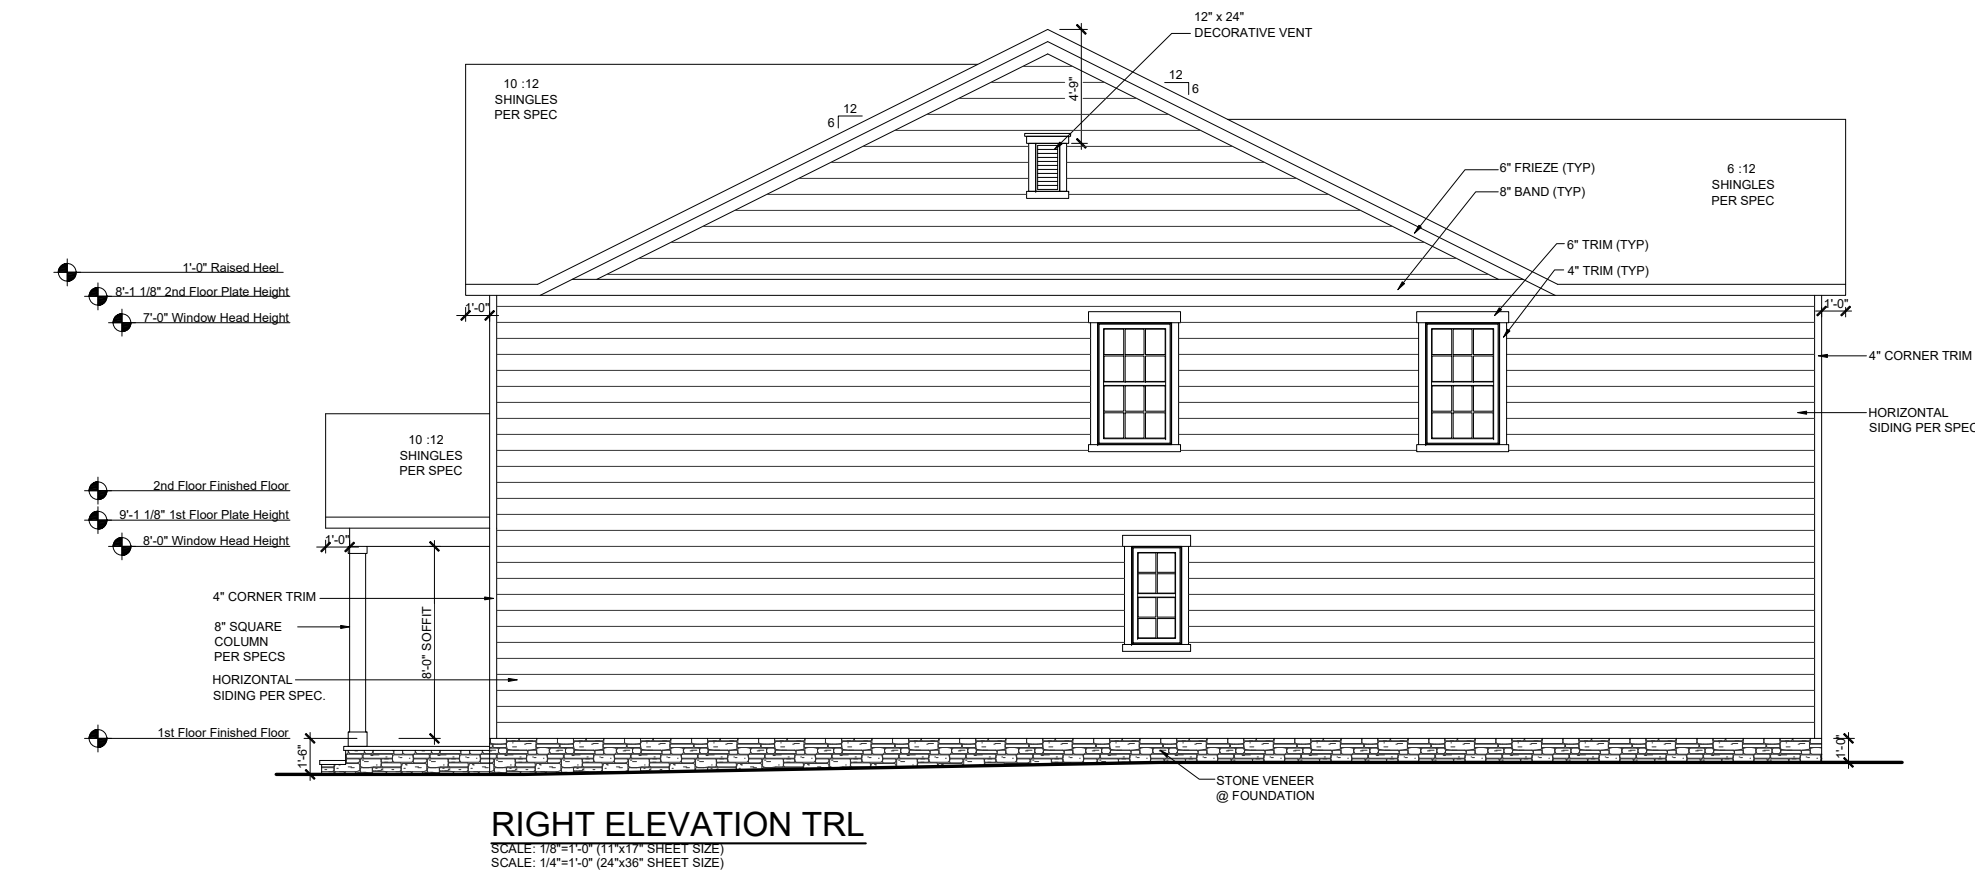 12" x 24"
DECORATIVE VENT
10 :12
SHINGLES
PER SPEC
12
6
4'-9"
12
6
6" FRIEZE (TYP)
8" BAND (TYP)
6 :12
SHINGLES
PER SPEC
6" TRIM (TYP)
4" TRIM (TYP)
1'-0" Raised Heel
8'-1 1/8" 2nd Floor Plate Height
7'-0" Window Head Height
1'-0"
1'-0"
4" CORNER TRIM
HORIZONTAL
SIDING PER SPEC
10 :12
SHINGLES
PER SPEC
2nd Floor Finished Floor
9'-1 1/8" 1st Floor Plate Height
8'-0" Window Head Height
1'-0"
4" CORNER TRIM
8" SQUARE
COLUMN
PER SPECS
8'-0" SOFFIT
HORIZONTAL
SIDING PER SPEC.
1st Floor Finished Floor
1'-6"
1'-0"
STONE VENEER
@ FOUNDATION
RIGHT ELEVATION TRL
SCALE: 1/8"=1'-0" (11"x17" SHEET SIZE)
SCALE: 1/4"=1'-0" (24"x36" SHEET SIZE)